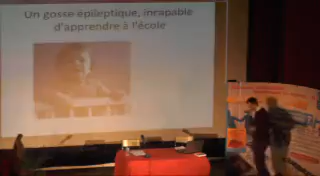 Un gosse épileptique, incapable
d'apprendre à l'école